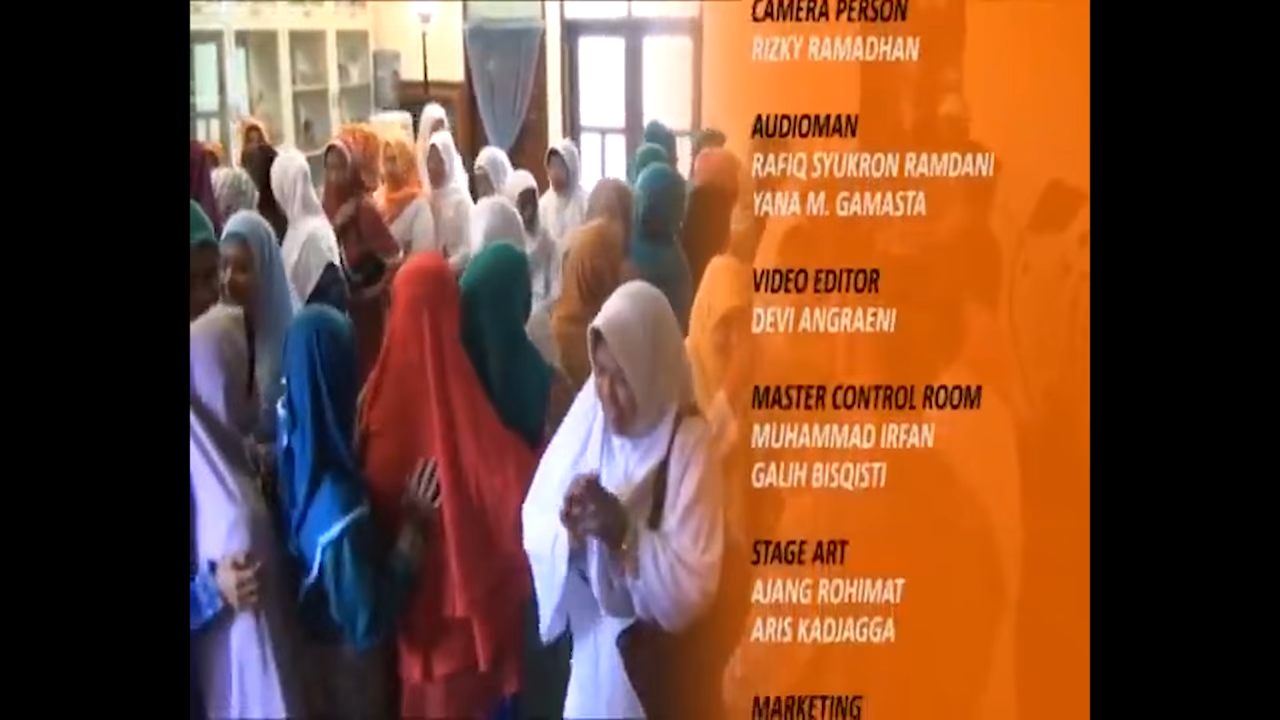 CAMERA PERSON
RIZKY RAMADHAN
AUDIOMAN
RAFIQ SYUKRON RAMDANI
YANA M. GAMASTA
VIDEO EDITOR
DEVI ANGRAENI
MASTER CONTROL ROOM
MUHAMMAD IRFAN
GALIH BISQISTI
STAGE ART
AJANG ROHIMAT
ARIS KADJAGGA
MARKETING